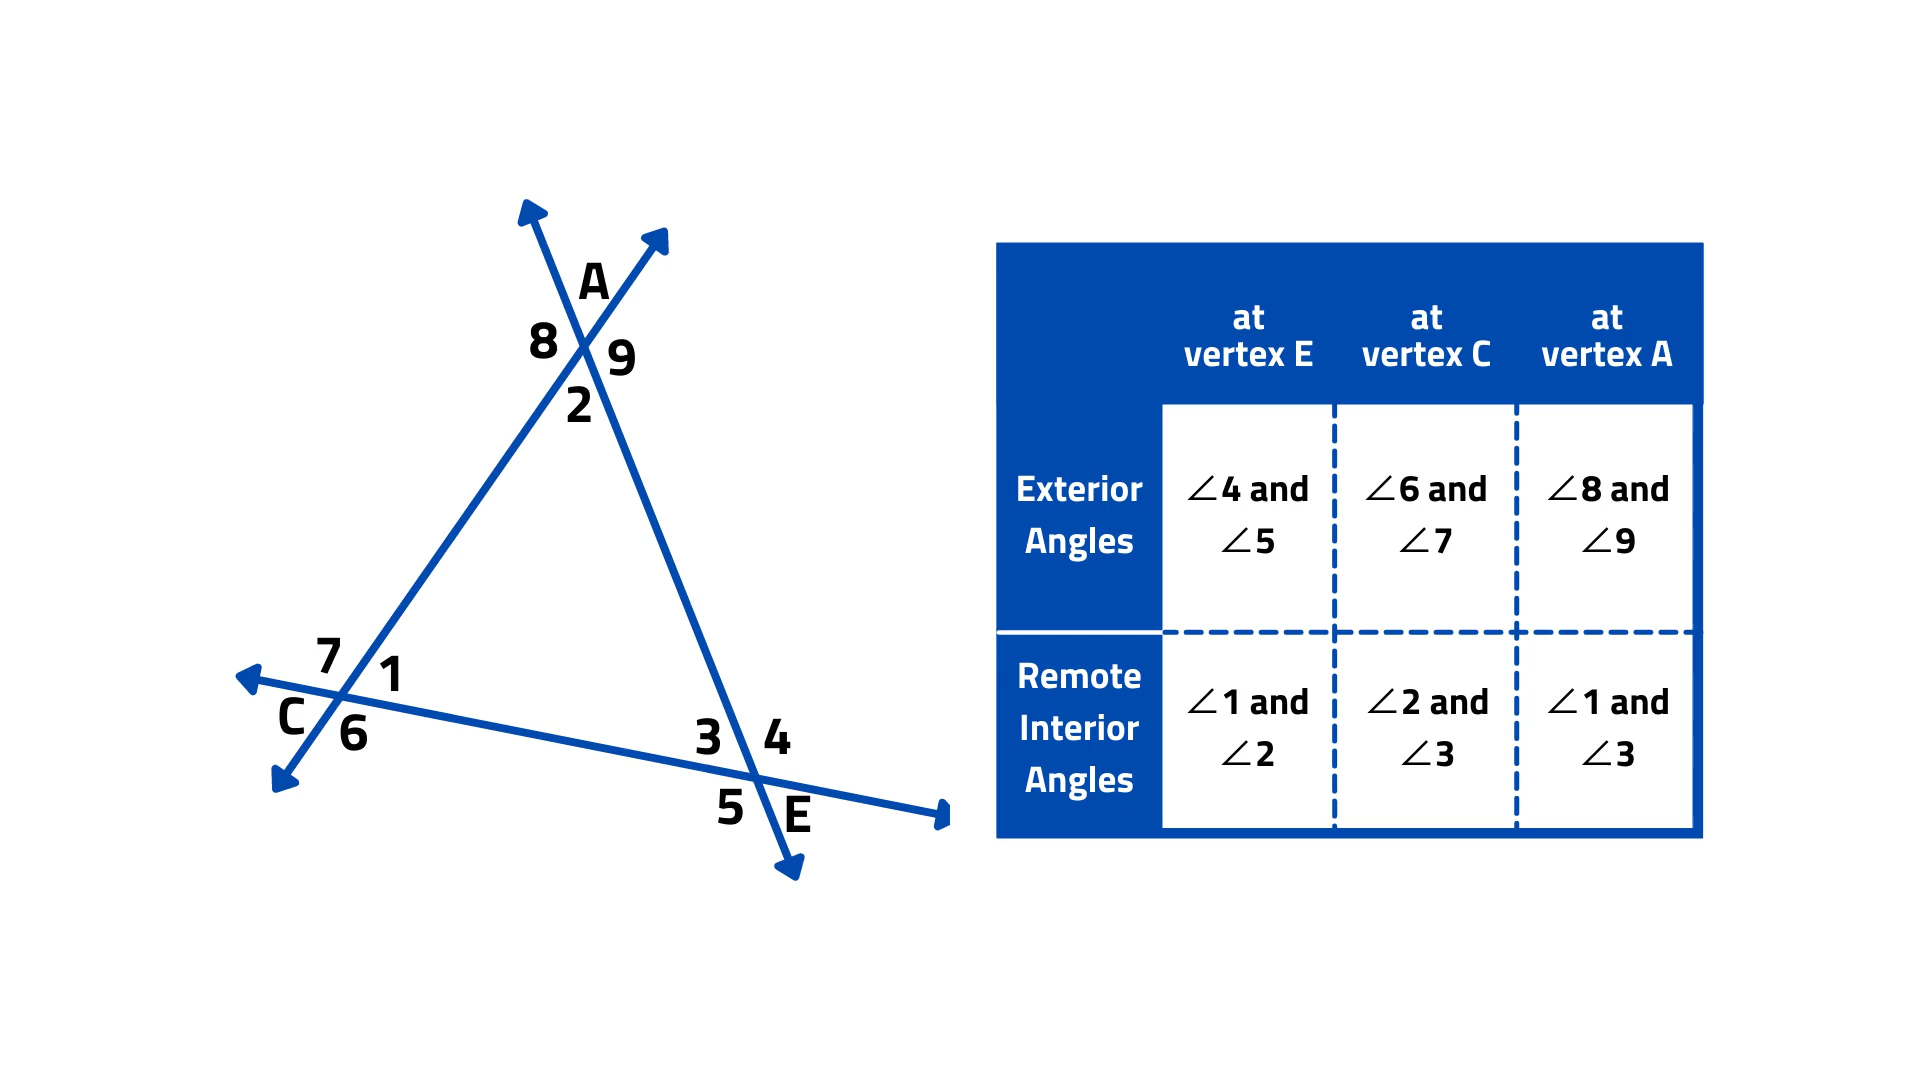 A
8
9
2
7
1
C
6
3
4
5
E
at
vertex E
at
vertex C
at
vertex A
Exterior
Angles
∠4 and
∠5
∠6 and
∠7
∠8 and
∠9
Remote
Interior
Angles
∠1 and
∠2
∠2 and
∠3
∠1 and
∠3